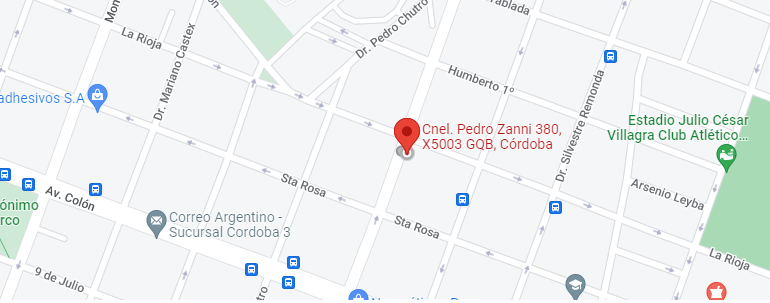 La Rioja
Dr. Mariano Castex
Dr. Pedro Chutro
Humberto 1º
Dr. Silvestre Remonda
adhesivos S.A
Cnel. Pedro Zanni 380,
X5003 GQB, Córdoba
Estadio Julio César
Villagra Club Atlético...
Arsenio Leyba
Sta Rosa
Av. Colón
Correo Argentino -
Sucursal Cordoba 3
Sta Rosa
La Rioja
9 de Julio